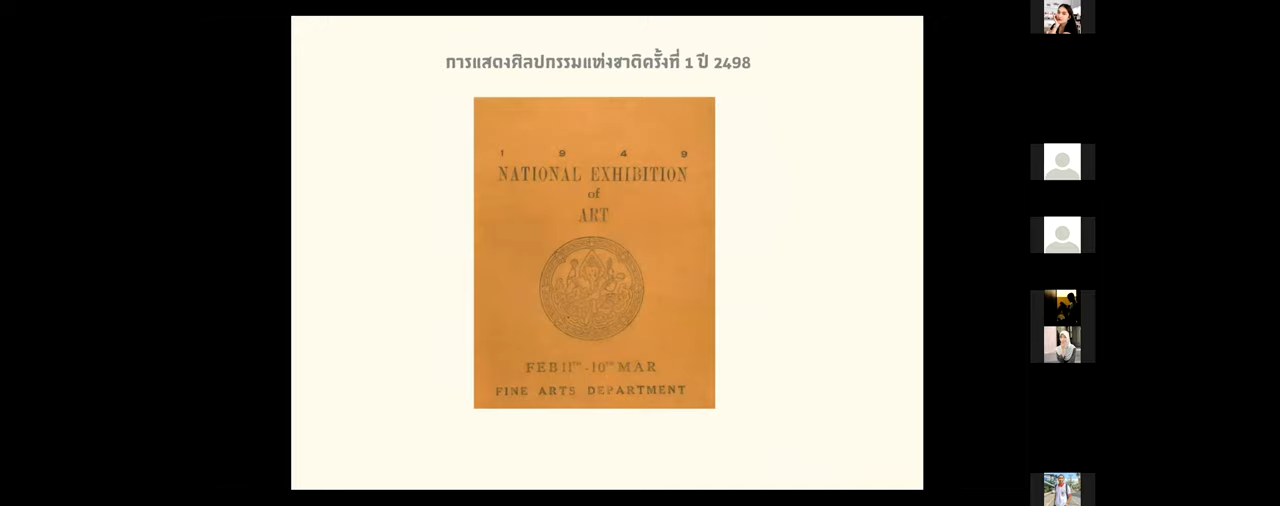 การแสดงศิลปกรรมแห่งชาติครั้งที่ 1 ปี 2498
1 9 4 9
NATIONAL EXHIBITION
of
ART
FEB 11TH - 10TH MAR
FINE ARTS DEPARTMENT